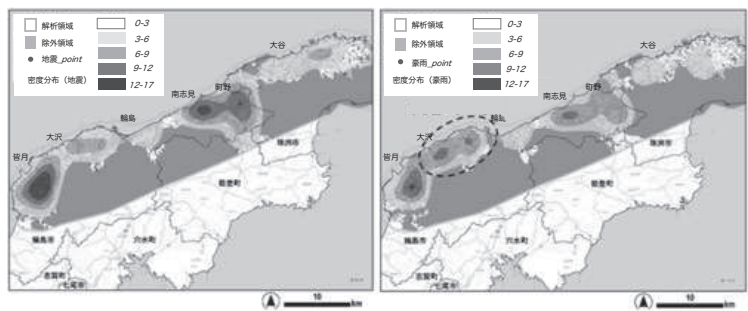 解析領域
除外領域
地震_point
密度分布（地震）
0-3
3-6
6-9
9-12
12-17
大谷
町野
南志見
輪島
大沢
皆月
珠洲市
能登町
輪島市
穴水町
志賀町
七尾市
10
km
解析領域
除外領域
豪雨_point
密度分布（豪雨）
0-3
3-6
6-9
9-12
12-17
大谷
町野
南志見
輪島
大沢
皆月
珠洲市
能登町
輪島市
穴水町
志賀町
七尾市
10
km